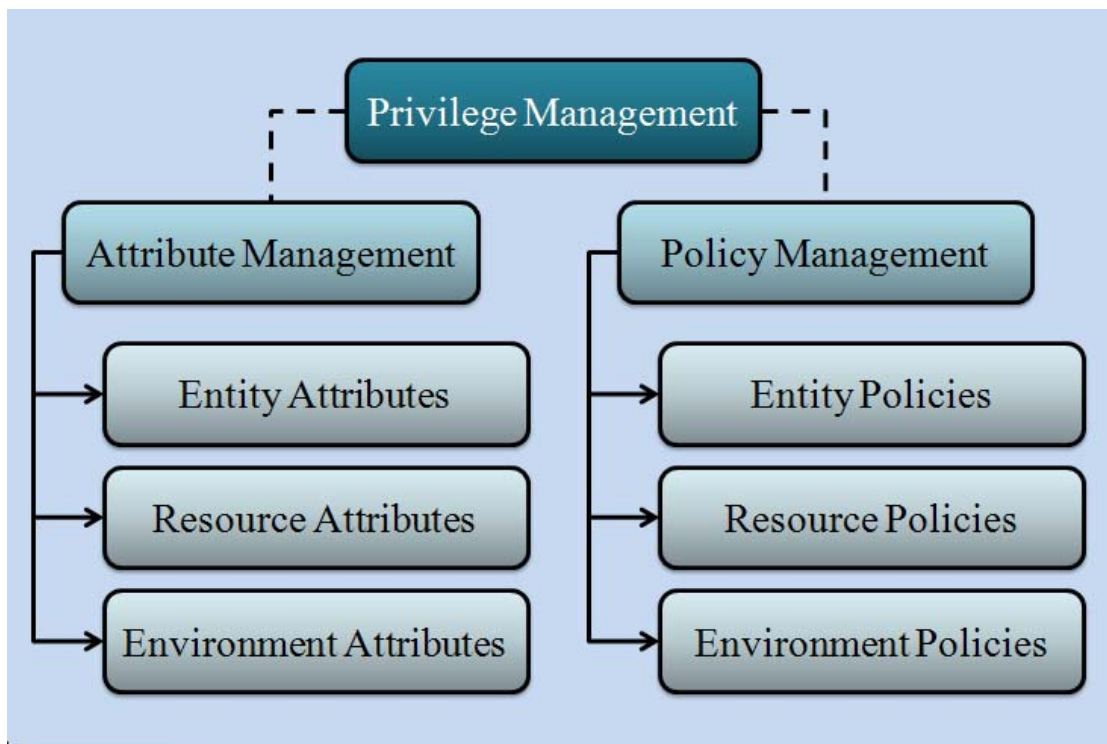 Privilege Management
Attribute Management
Policy Management
Entity Attributes
Entity Policies
Resource Attributes
Resource Policies
Environment Attributes
Environment Policies